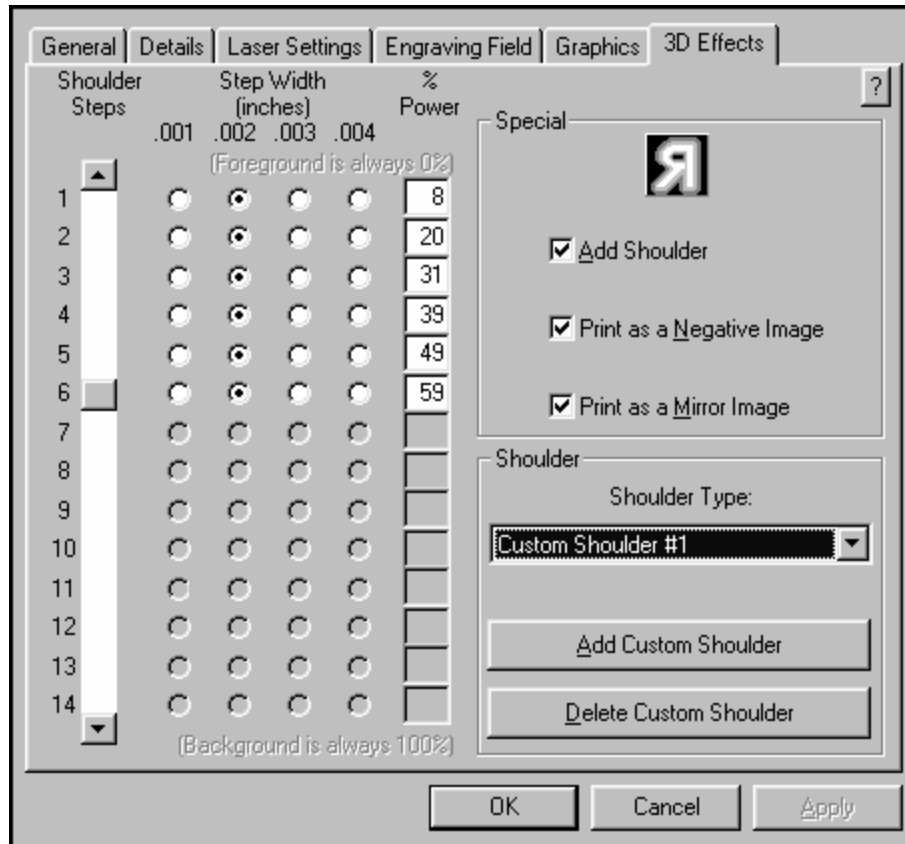 General Details Laser Settings Engraving Field Graphics 3D Effects
Shoulder Steps Step Width (inches) % Power
.001 .002 .003 .004
(Foreground is always 0%)
1 8
2 20
3 31
4 39
5 49
6 59
7
8
9
10
11
12
13
14
(Background is always 100%)
?
Special
Я
Add Shoulder
Print as a Negative Image
Print as a Mirror Image
Shoulder
Shoulder Type:
Custom Shoulder #1
Add Custom Shoulder
Delete Custom Shoulder
OK Cancel Apply